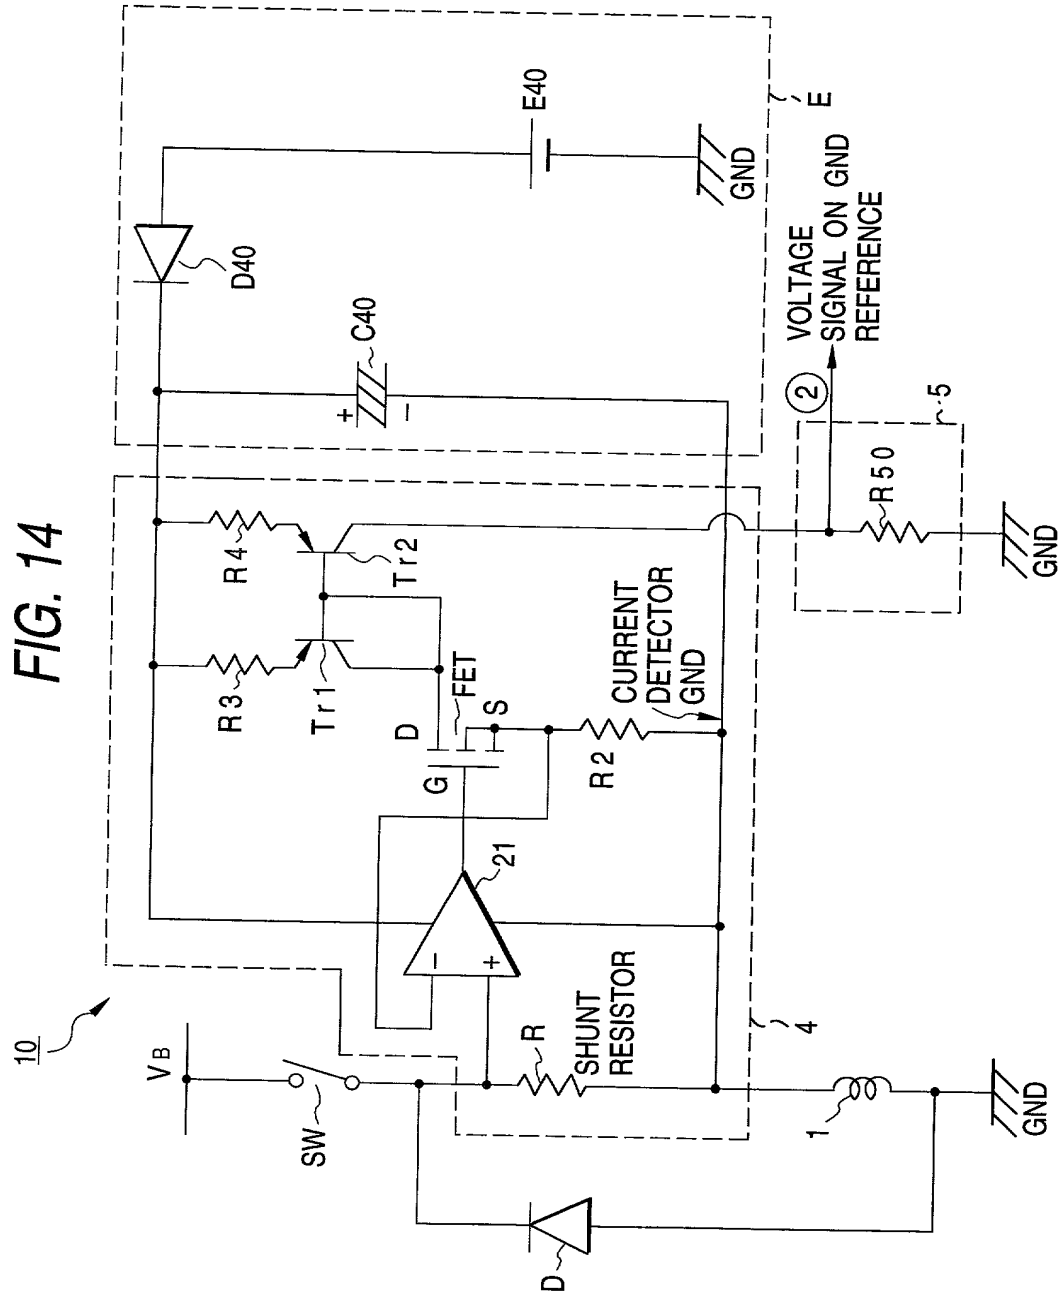 FIG. 14
10
VB
SW
D
R
SHUNT
RESISTOR
1
GND
4
21
−
+
G
D
S
FET
R2
CURRENT
DETECTOR
GND
R3
Tr1
R4
Tr2
D40
C40
+
−
E40
GND
E
2
VOLTAGE
SIGNAL ON GND
REFERENCE
5
R50
GND